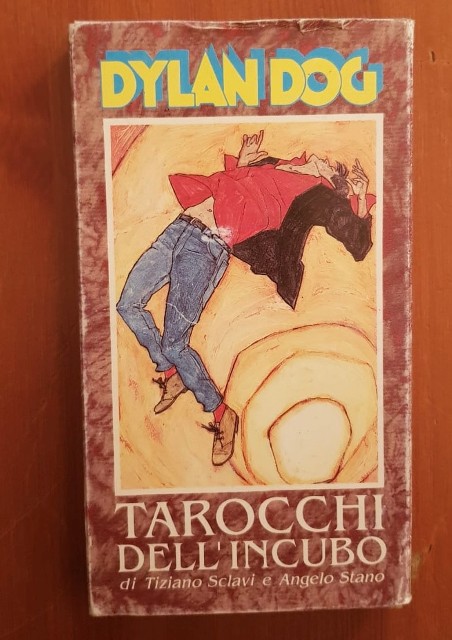 DYLAN DOG
TAROCCHI
DELL'INCUBO
di Tiziano Sclavi e Angelo Stano